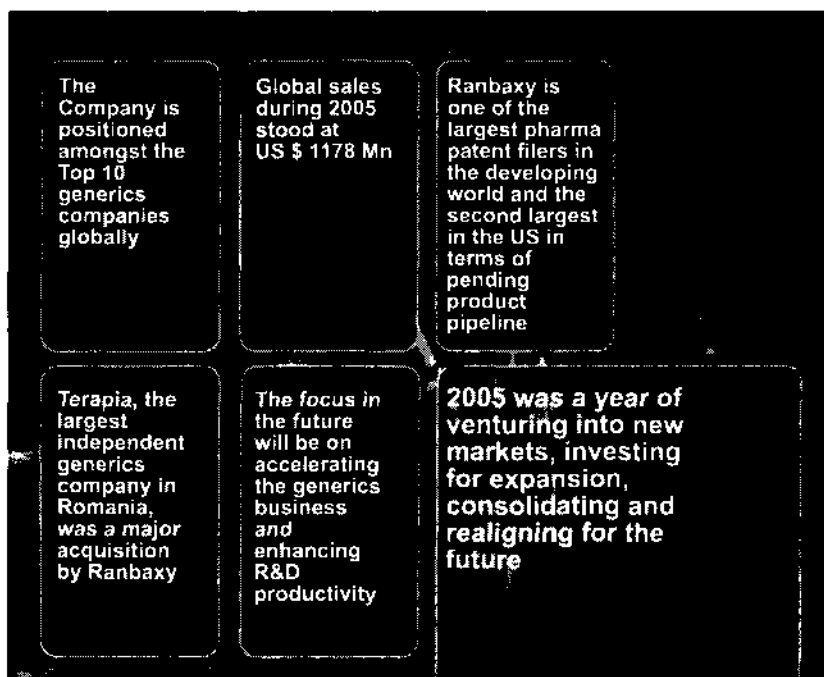 The
Company is
positioned
amongst the
Top 10
generics
companies
globally
Global sales
during 2005
stood at
US $ 1178 Mn
Ranbaxy is
one of the
largest pharma
patent filers in
the developing
world and the
second largest
in the US in
terms of
pending
product
pipeline
Terapia, the
largest
independent
generics
company in
Romania,
was a major
acquisition
by Ranbaxy
The focus in
the future
will be on
accelerating
the generics
business
and
enhancing
R&D
productivity
2005 was a year of
venturing into new
markets, investing
for expansion,
consolidating and
realigning for the
future